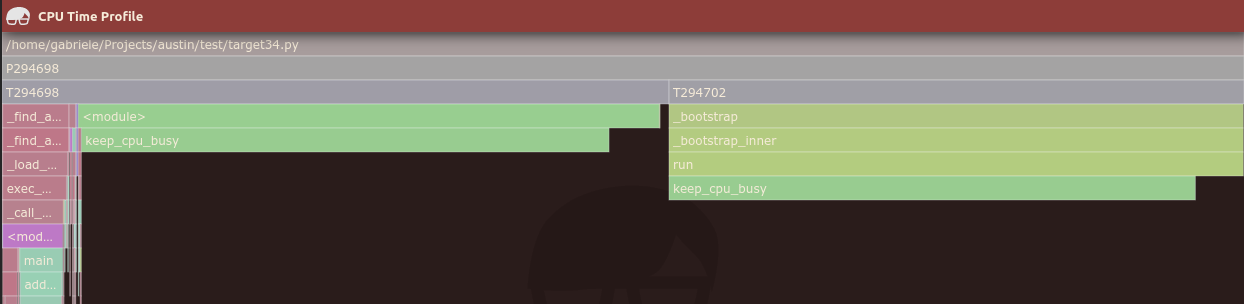 CPU Time Profile
/home/gabriele/Projects/austin/test/target34.py
P294698
T294698 T294702
_find_a... <module> _bootstrap
_find_a... keep_cpu_busy _bootstrap_inner
_load_... run
exec_... keep_cpu_busy
_call_...
<mod...
main
add...